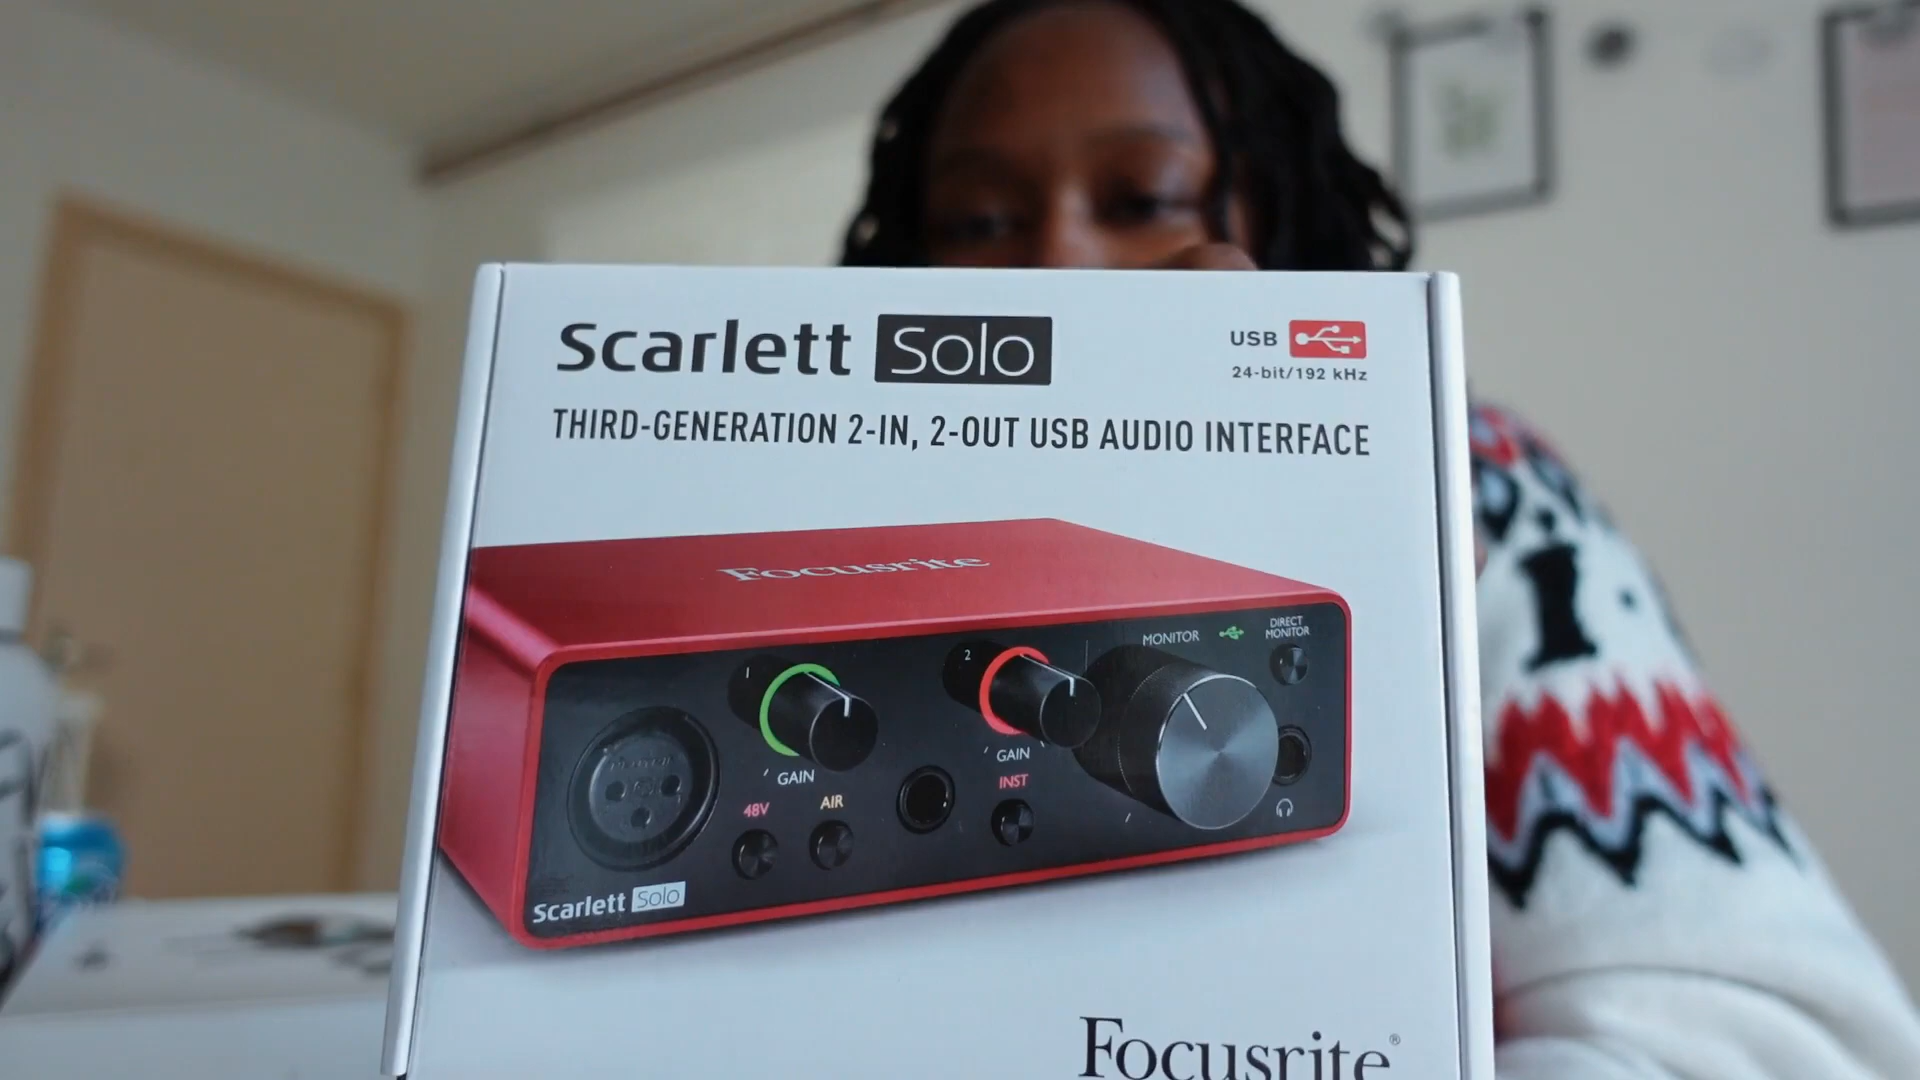 Scarlett Solo
USB
24-bit/192 kHz
THIRD-GENERATION 2-IN, 2-OUT USB AUDIO INTERFACE
Focusrite
DIRECT
MONITOR
MONITOR
1
2
GAIN
GAIN
INST
48V
AIR
Scarlett Solo
Focusrite®